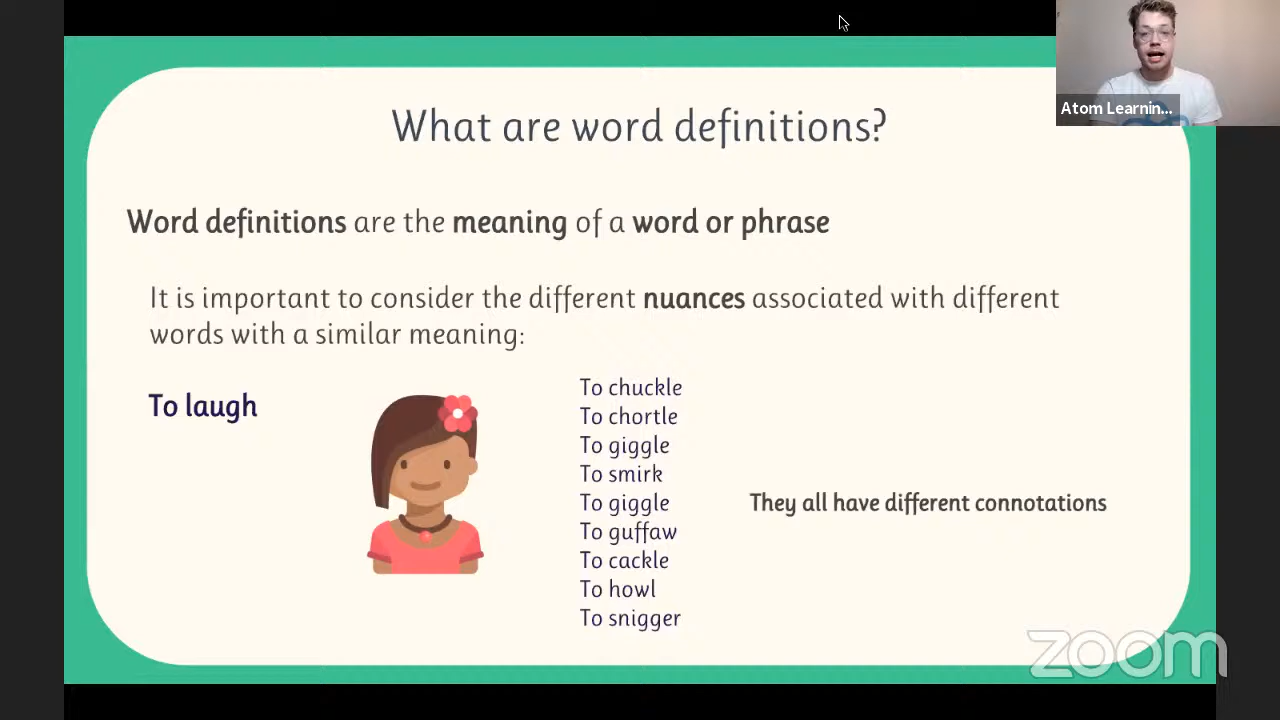 What are word definitions?
Atom Learnin...
Word definitions are the meaning of a word or phrase
It is important to consider the different nuances associated with different
words with a similar meaning:
To laugh
To chuckle
To chortle
To giggle
To smirk
To giggle
To guffaw
To cackle
To howl
To snigger
They all have different connotations
zoom